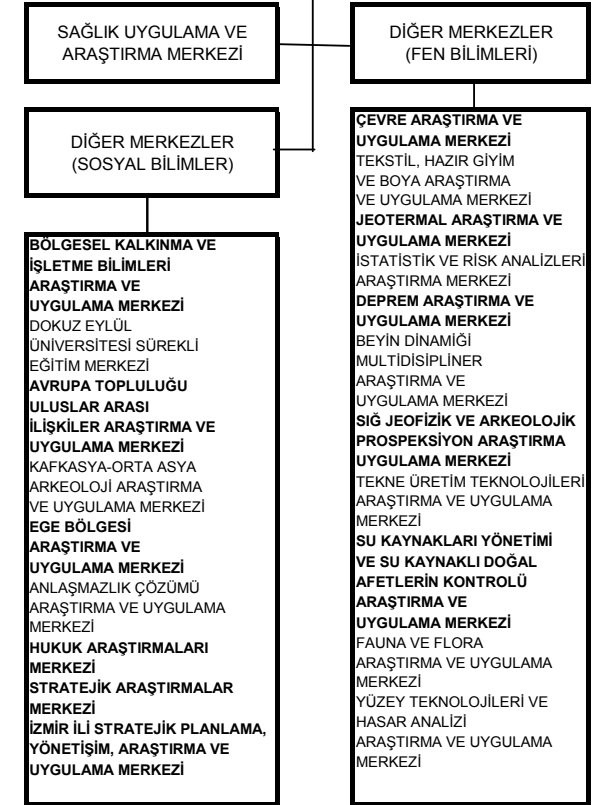 SAĞLIK UYGULAMA VE
ARAŞTIRMA MERKEZİ
DİĞER MERKEZLER
(FEN BİLİMLERİ)
DİĞER MERKEZLER
(SOSYAL BİLİMLER)
BÖLGESEL KALKINMA VE
İŞLETME BİLİMLERİ
ARAŞTIRMA VE
UYGULAMA MERKEZİ
DOKUZ EYLÜL
ÜNİVERSİTESİ SÜREKLİ
EĞİTİM MERKEZİ
AVRUPA TOPLULUĞU
ULUSLAR ARASI
İLİŞKİLER ARAŞTIRMA VE
UYGULAMA MERKEZİ
KAFKASYA-ORTA ASYA
ARKEOLOJİ ARAŞTIRMA
VE UYGULAMA MERKEZİ
EGE BÖLGESİ
ARAŞTIRMA VE
UYGULAMA MERKEZİ
ANLAŞMAZLIK ÇÖZÜMÜ
ARAŞTIRMA VE UYGULAMA
MERKEZİ
HUKUK ARAŞTIRMALARI
MERKEZİ
STRATEJİK ARAŞTIRMALAR
MERKEZİ
İZMİR İLİ STRATEJİK PLANLAMA,
YÖNETİŞİM, ARAŞTIRMA VE
UYGULAMA MERKEZİ
ÇEVRE ARAŞTIRMA VE
UYGULAMA MERKEZİ
TEKSTİL, HAZIR GİYİM
VE BOYA ARAŞTIRMA
VE UYGULAMA MERKEZİ
JEOTERMAL ARAŞTIRMA VE
UYGULAMA MERKEZİ
İSTATİSTİK VE RİSK ANALİZLERİ
ARAŞTIRMA MERKEZİ
DEPREM ARAŞTIRMA VE
UYGULAMA MERKEZİ
BEYİN DİNAMİĞİ
MULTİDİSİPLİNER
ARAŞTIRMA VE
UYGULAMA MERKEZİ
SIĞ JEOFİZİK VE ARKEOLOJİK
PROSPEKSİYON ARAŞTIRMA
UYGULAMA MERKEZİ
TEKNE ÜRETİM TEKNOLOJİLERİ
ARAŞTIRMA VE UYGULAMA
MERKEZİ
SU KAYNAKLARI YÖNETİMİ
VE SU KAYNAKLI DOĞAL
AFETLERİN KONTROLÜ
ARAŞTIRMA VE
UYGULAMA MERKEZİ
FAUNA VE FLORA
ARAŞTIRMA VE UYGULAMA
MERKEZİ
YÜZEY TEKNOLOJİLERİ VE
HASAR ANALİZİ
ARAŞTIRMA VE UYGULAMA
MERKEZİ